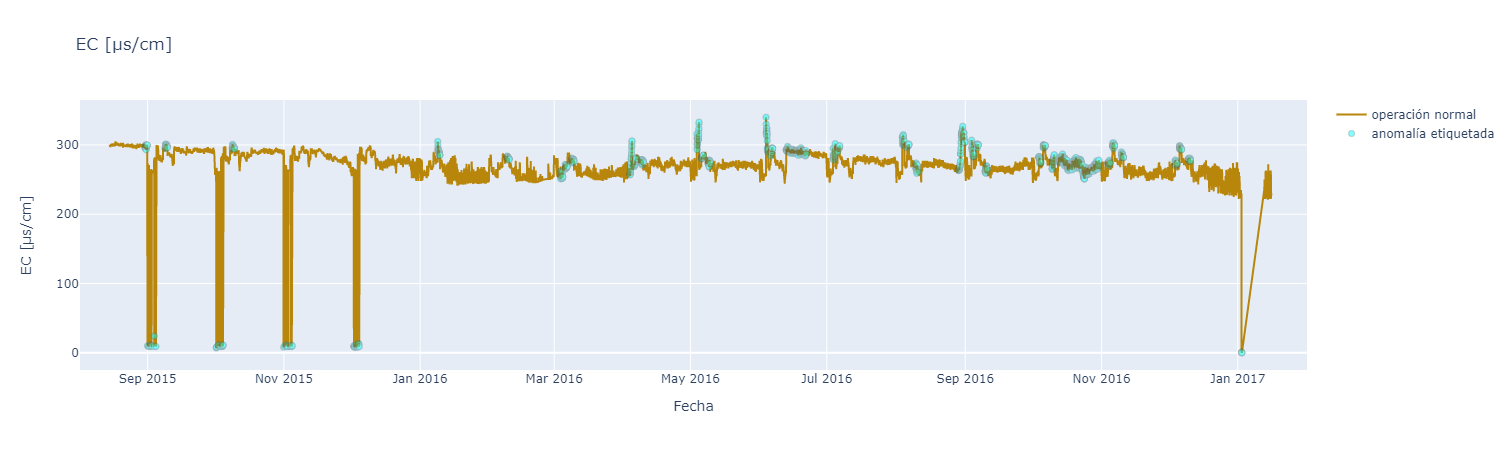 EC [µs/cm]
operación normal
anomalía etiquetada
EC [µs/cm]
300
200
100
0
Sep 2015
Nov 2015
Jan 2016
Mar 2016
May 2016
Jul 2016
Sep 2016
Nov 2016
Jan 2017
Fecha